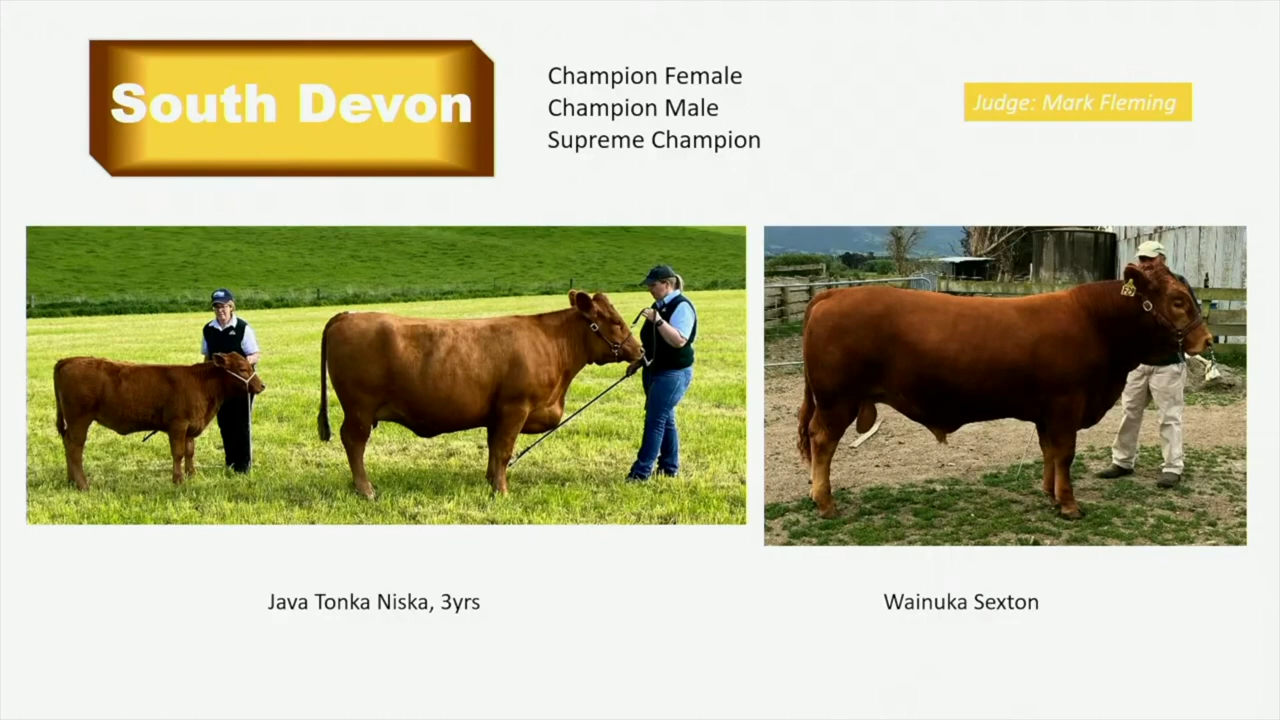 South Devon
Champion Female
Champion Male
Supreme Champion
Judge: Mark Fleming
Java Tonka Niska, 3yrs
Wainuka Sexton